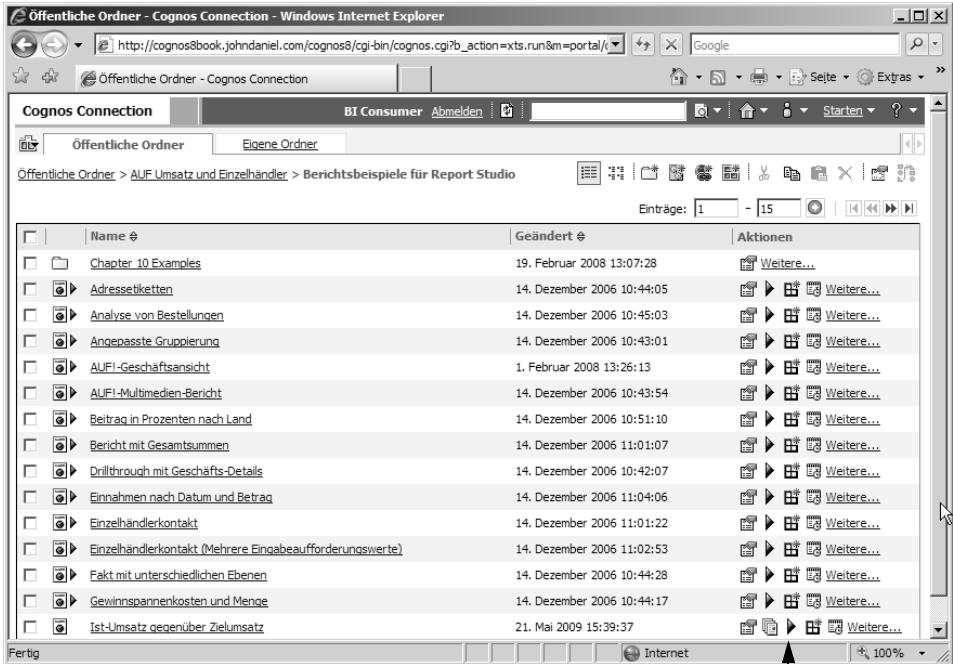 Öffentliche Ordner - Cognos Connection - Windows Internet Explorer
http://cognos8book.johndaniel.com/cognos8/cgi-bin/cognos.cgi?b_action=xts.run&m=portal/
Google
Öffentliche Ordner - Cognos Connection
Seite Extras »
Cognos Connection BI Consumer Abmelden Starten ?
Öffentliche Ordner Eigene Ordner
Öffentliche Ordner > AUF Umsatz und Einzelhändler > Berichtsbeispiele für Report Studio
Einträge: 1 - 15
Name Geändert Aktionen
Chapter 10 Examples 19. Februar 2008 13:07:28 Weitere...
Adressetiketten 14. Dezember 2006 10:44:05 Weitere...
Analyse von Bestellungen 14. Dezember 2006 10:45:03 Weitere...
Angepasste Gruppierung 14. Dezember 2006 10:43:01 Weitere...
AUF!-Geschäftsansicht 1. Februar 2008 13:26:13 Weitere...
AUF!-Multimedien-Bericht 14. Dezember 2006 10:43:54 Weitere...
Beitrag in Prozenten nach Land 14. Dezember 2006 10:51:10 Weitere...
Bericht mit Gesamtsummen 14. Dezember 2006 11:01:07 Weitere...
Drillthrough mit Geschäfts-Details 14. Dezember 2006 10:42:07 Weitere...
Einnahmen nach Datum und Betrag 14. Dezember 2006 11:04:06 Weitere...
Einzelhändlerkontakt 14. Dezember 2006 11:01:22 Weitere...
Einzelhändlerkontakt (Mehrere Eingabeaufforderungswerte) 14. Dezember 2006 11:02:53 Weitere...
Fakt mit unterschiedlichen Ebenen 14. Dezember 2006 10:44:28 Weitere...
Gewinnspannenkosten und Menge 14. Dezember 2006 10:44:17 Weitere...
Ist-Umsatz gegenüber Zielumsatz 21. Mai 2009 15:39:37 Weitere...
Fertig Internet 100%